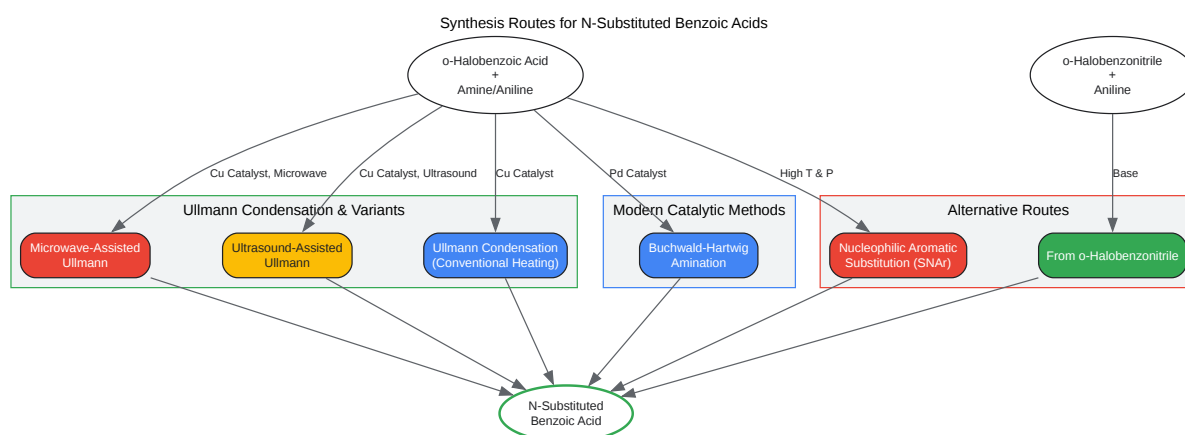 Synthesis Routes for N-Substituted Benzoic Acids
o-Halobenzoic Acid
+
Amine/Aniline
o-Halobenzonitrile
+
Aniline
Cu Catalyst, Microwave
Cu Catalyst, Ultrasound
Cu Catalyst
Pd Catalyst
High T & P
Base
Ullmann Condensation & Variants
Modern Catalytic Methods
Alternative Routes
Microwave-Assisted
Ullmann
Ultrasound-Assisted
Ullmann
Ullmann Condensation
(Conventional Heating)
Buchwald-Hartwig
Amination
Nucleophilic Aromatic
Substitution (SNAr)
From o-Halobenzonitrile
N-Substituted
Benzoic Acid